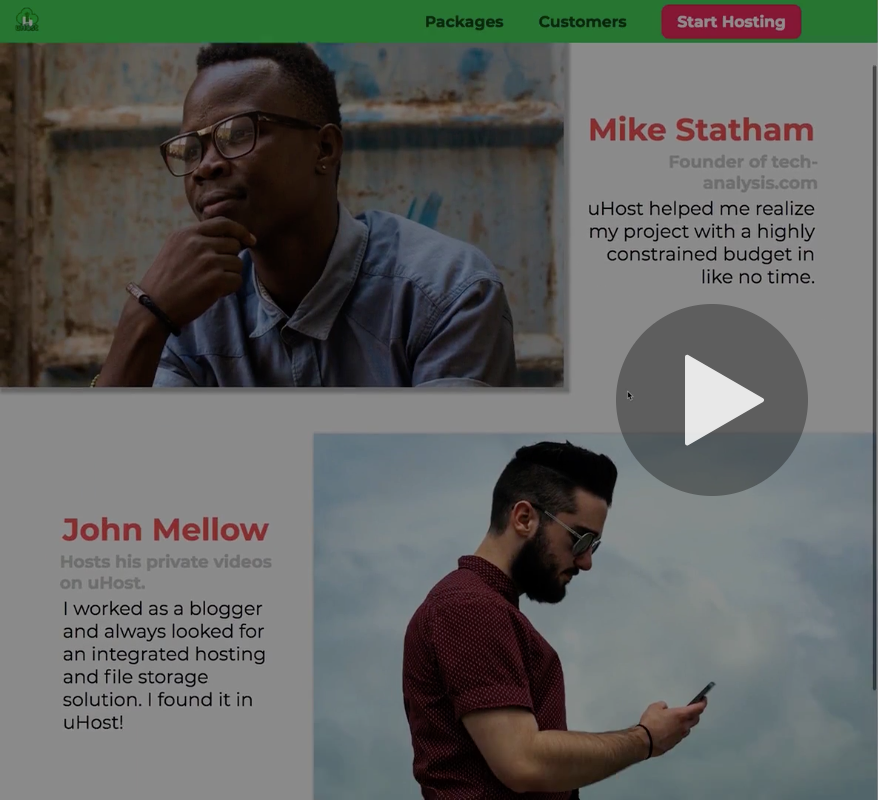 Packages
Customers
Start Hosting
Mike Statham
Founder of tech-
analysis.com
uHost helped me realize
my project with a highly
constrained budget in
like no time.
John Mellow
Hosts his private videos
on uHost.
I worked as a blogger
and always looked for
an integrated hosting
and file storage
solution. I found it in
uHost!